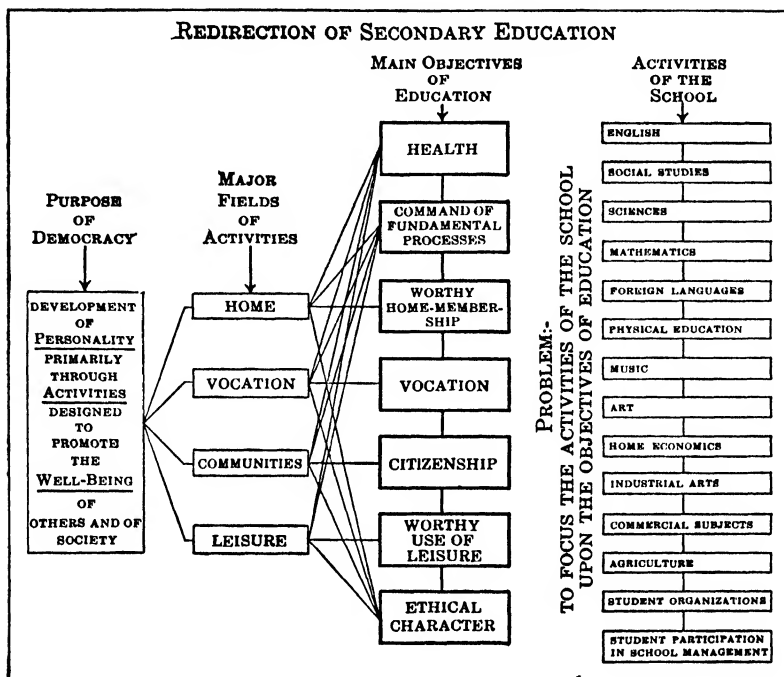 REDIRECTION OF SECONDARY EDUCATION
PURPOSE
OF
DEMOCRACY
DEVELOPMENT
OF
PERSONALITY
PRIMARILY
THROUGH
ACTIVITIES
DESIGNED
TO
PROMOTE
THE
WELL-BEING
OF
OTHERS AND OF
SOCIETY
MAJOR
FIELDS
OF
ACTIVITIES
HOME
VOCATION
COMMUNITIES
LEISURE
MAIN OBJECTIVES
OF
EDUCATION
HEALTH
COMMAND OF
FUNDAMENTAL
PROCESSES
WORTHY
HOME-MEMBER-
SHIP
VOCATION
CITIZENSHIP
WORTHY
USE OF
LEISURE
ETHICAL
CHARACTER
PROBLEM:-
TO FOCUS THE ACTIVITIES OF THE SCHOOL
UPON THE OBJECTIVES OF EDUCATION
ACTIVITIES
OF THE
SCHOOL
ENGLISH
SOCIAL STUDIES
SCIENCES
MATHEMATICS
FOREIGN LANGUAGES
PHYSICAL EDUCATION
MUSIC
ART
HOME ECONOMICS
INDUSTRIAL ARTS
COMMERCIAL SUBJECTS
AGRICULTURE
STUDENT ORGANIZATIONS
STUDENT PARTICIPATION
IN SCHOOL MANAGEMENT